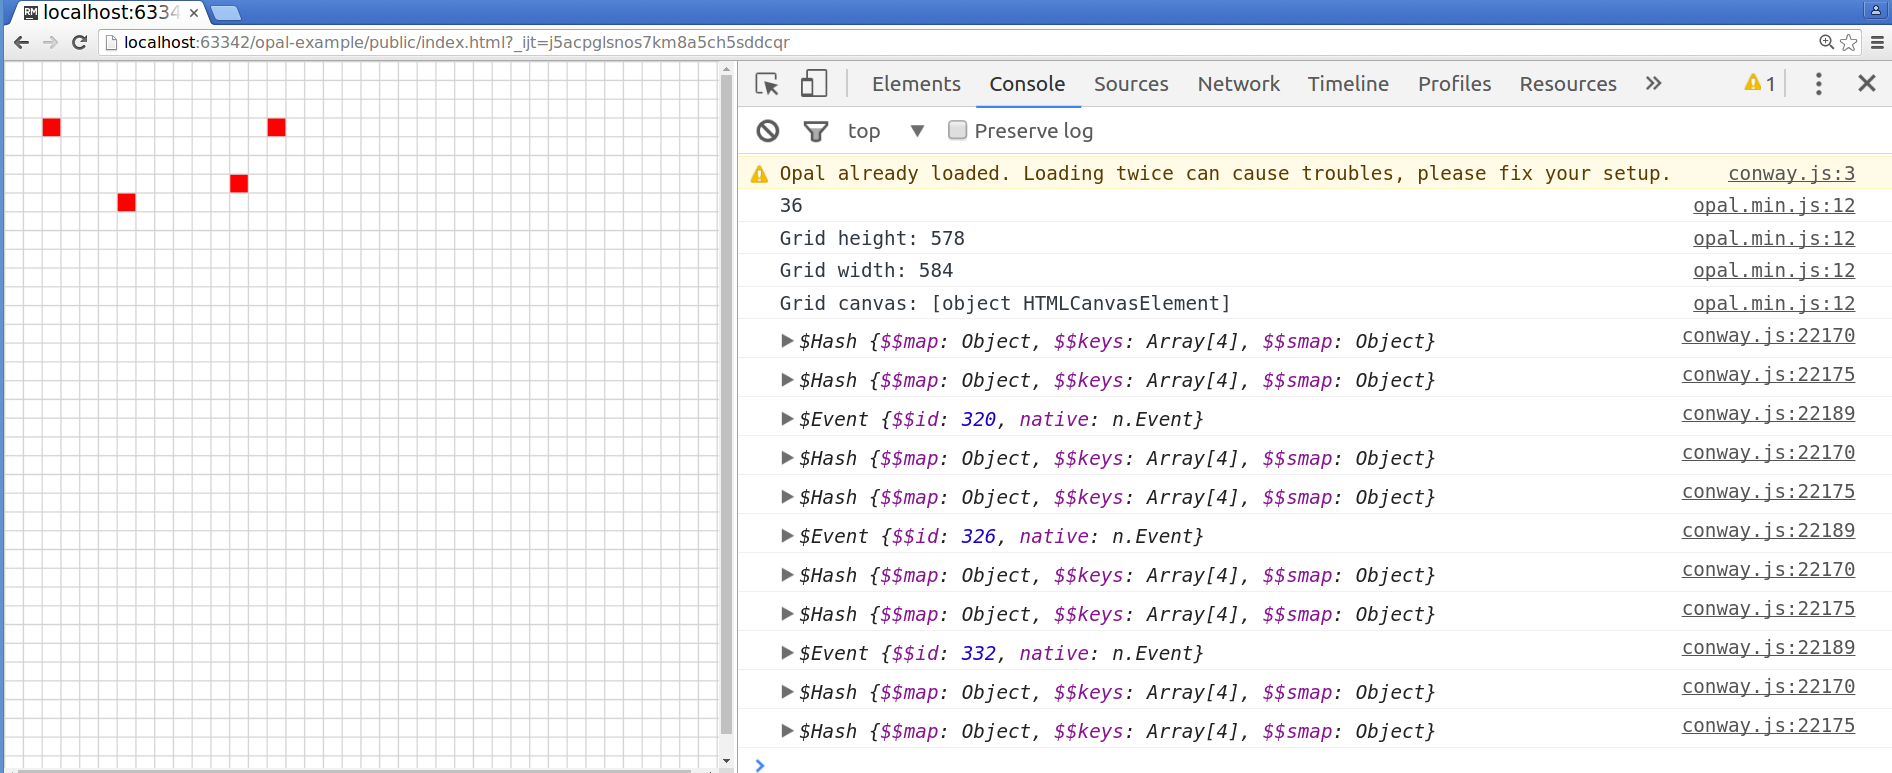 localhost:6334
localhost:63342/opal-example/public/index.html?_ijt=j5acpglsnos7km8a5ch5sddcqr
Elements Console Sources Network Timeline Profiles Resources » 1
top Preserve log
Opal already loaded. Loading twice can cause troubles, please fix your setup. conway.js:3
36 opal.min.js:12
Grid height: 578 opal.min.js:12
Grid width: 584 opal.min.js:12
Grid canvas: [object HTMLCanvasElement] opal.min.js:12
$Hash {$$map: Object, $$keys: Array[4], $$smap: Object} conway.js:22170
$Hash {$$map: Object, $$keys: Array[4], $$smap: Object} conway.js:22175
$Event {$$id: 320, native: n.Event} conway.js:22189
$Hash {$$map: Object, $$keys: Array[4], $$smap: Object} conway.js:22170
$Hash {$$map: Object, $$keys: Array[4], $$smap: Object} conway.js:22175
$Event {$$id: 326, native: n.Event} conway.js:22189
$Hash {$$map: Object, $$keys: Array[4], $$smap: Object} conway.js:22170
$Hash {$$map: Object, $$keys: Array[4], $$smap: Object} conway.js:22175
$Event {$$id: 332, native: n.Event} conway.js:22189
$Hash {$$map: Object, $$keys: Array[4], $$smap: Object} conway.js:22170
$Hash {$$map: Object, $$keys: Array[4], $$smap: Object} conway.js:22175